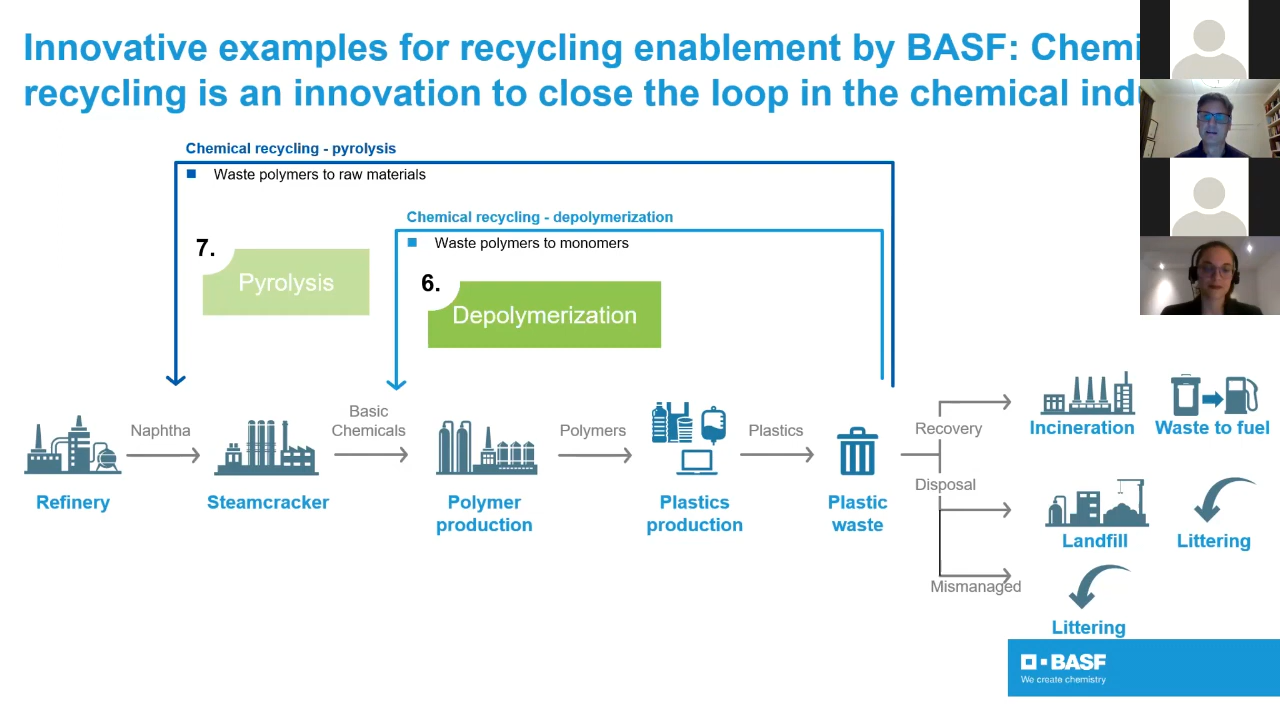 Innovative examples for recycling enablement by BASF: Chemi
recycling is an innovation to close the loop in the chemical indu
Chemical recycling - pyrolysis
Waste polymers to raw materials
Chemical recycling - depolymerization
Waste polymers to monomers
7.
Pyrolysis
6.
Depolymerization
Naphtha
Basic
Chemicals
Polymers
Plastics
Recovery
Disposal
Mismanaged
Refinery
Steamcracker
Polymer
production
Plastics
production
Plastic
waste
Incineration
Waste to fuel
Landfill
Littering
Littering
BASF
We create chemistry